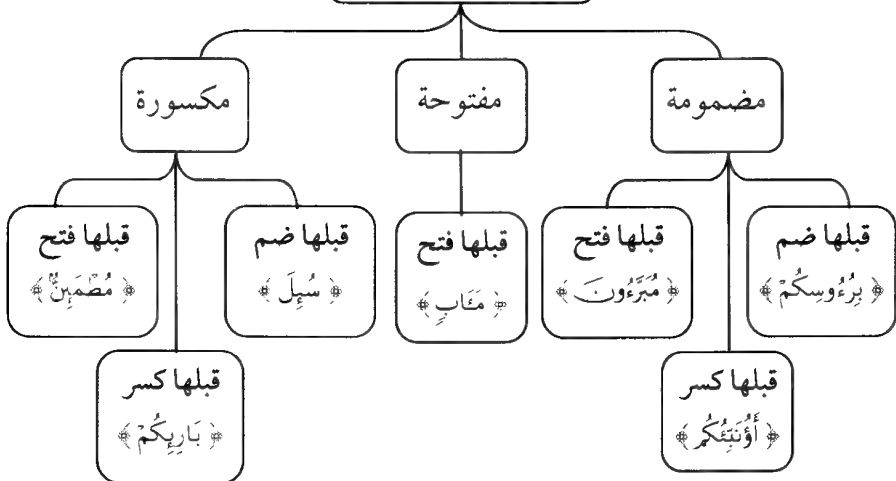 مضمومة
مفتوحة
مكسورة
قبلها ضم
﴿ بِرُءُوسِكُمْ ﴾
قبلها فتح
﴿ مُبَرَّءُونَ ﴾
قبلها فتح
﴿ مَـَٔابِ ﴾
قبلها ضم
﴿ سُئِلَ ﴾
قبلها فتح
﴿ مُطْمَئِنٌّۢ ﴾
قبلها كسر
﴿ أَؤُنَبِّئُكُم ﴾
قبلها كسر
﴿ بَارِئِكُمْ ﴾